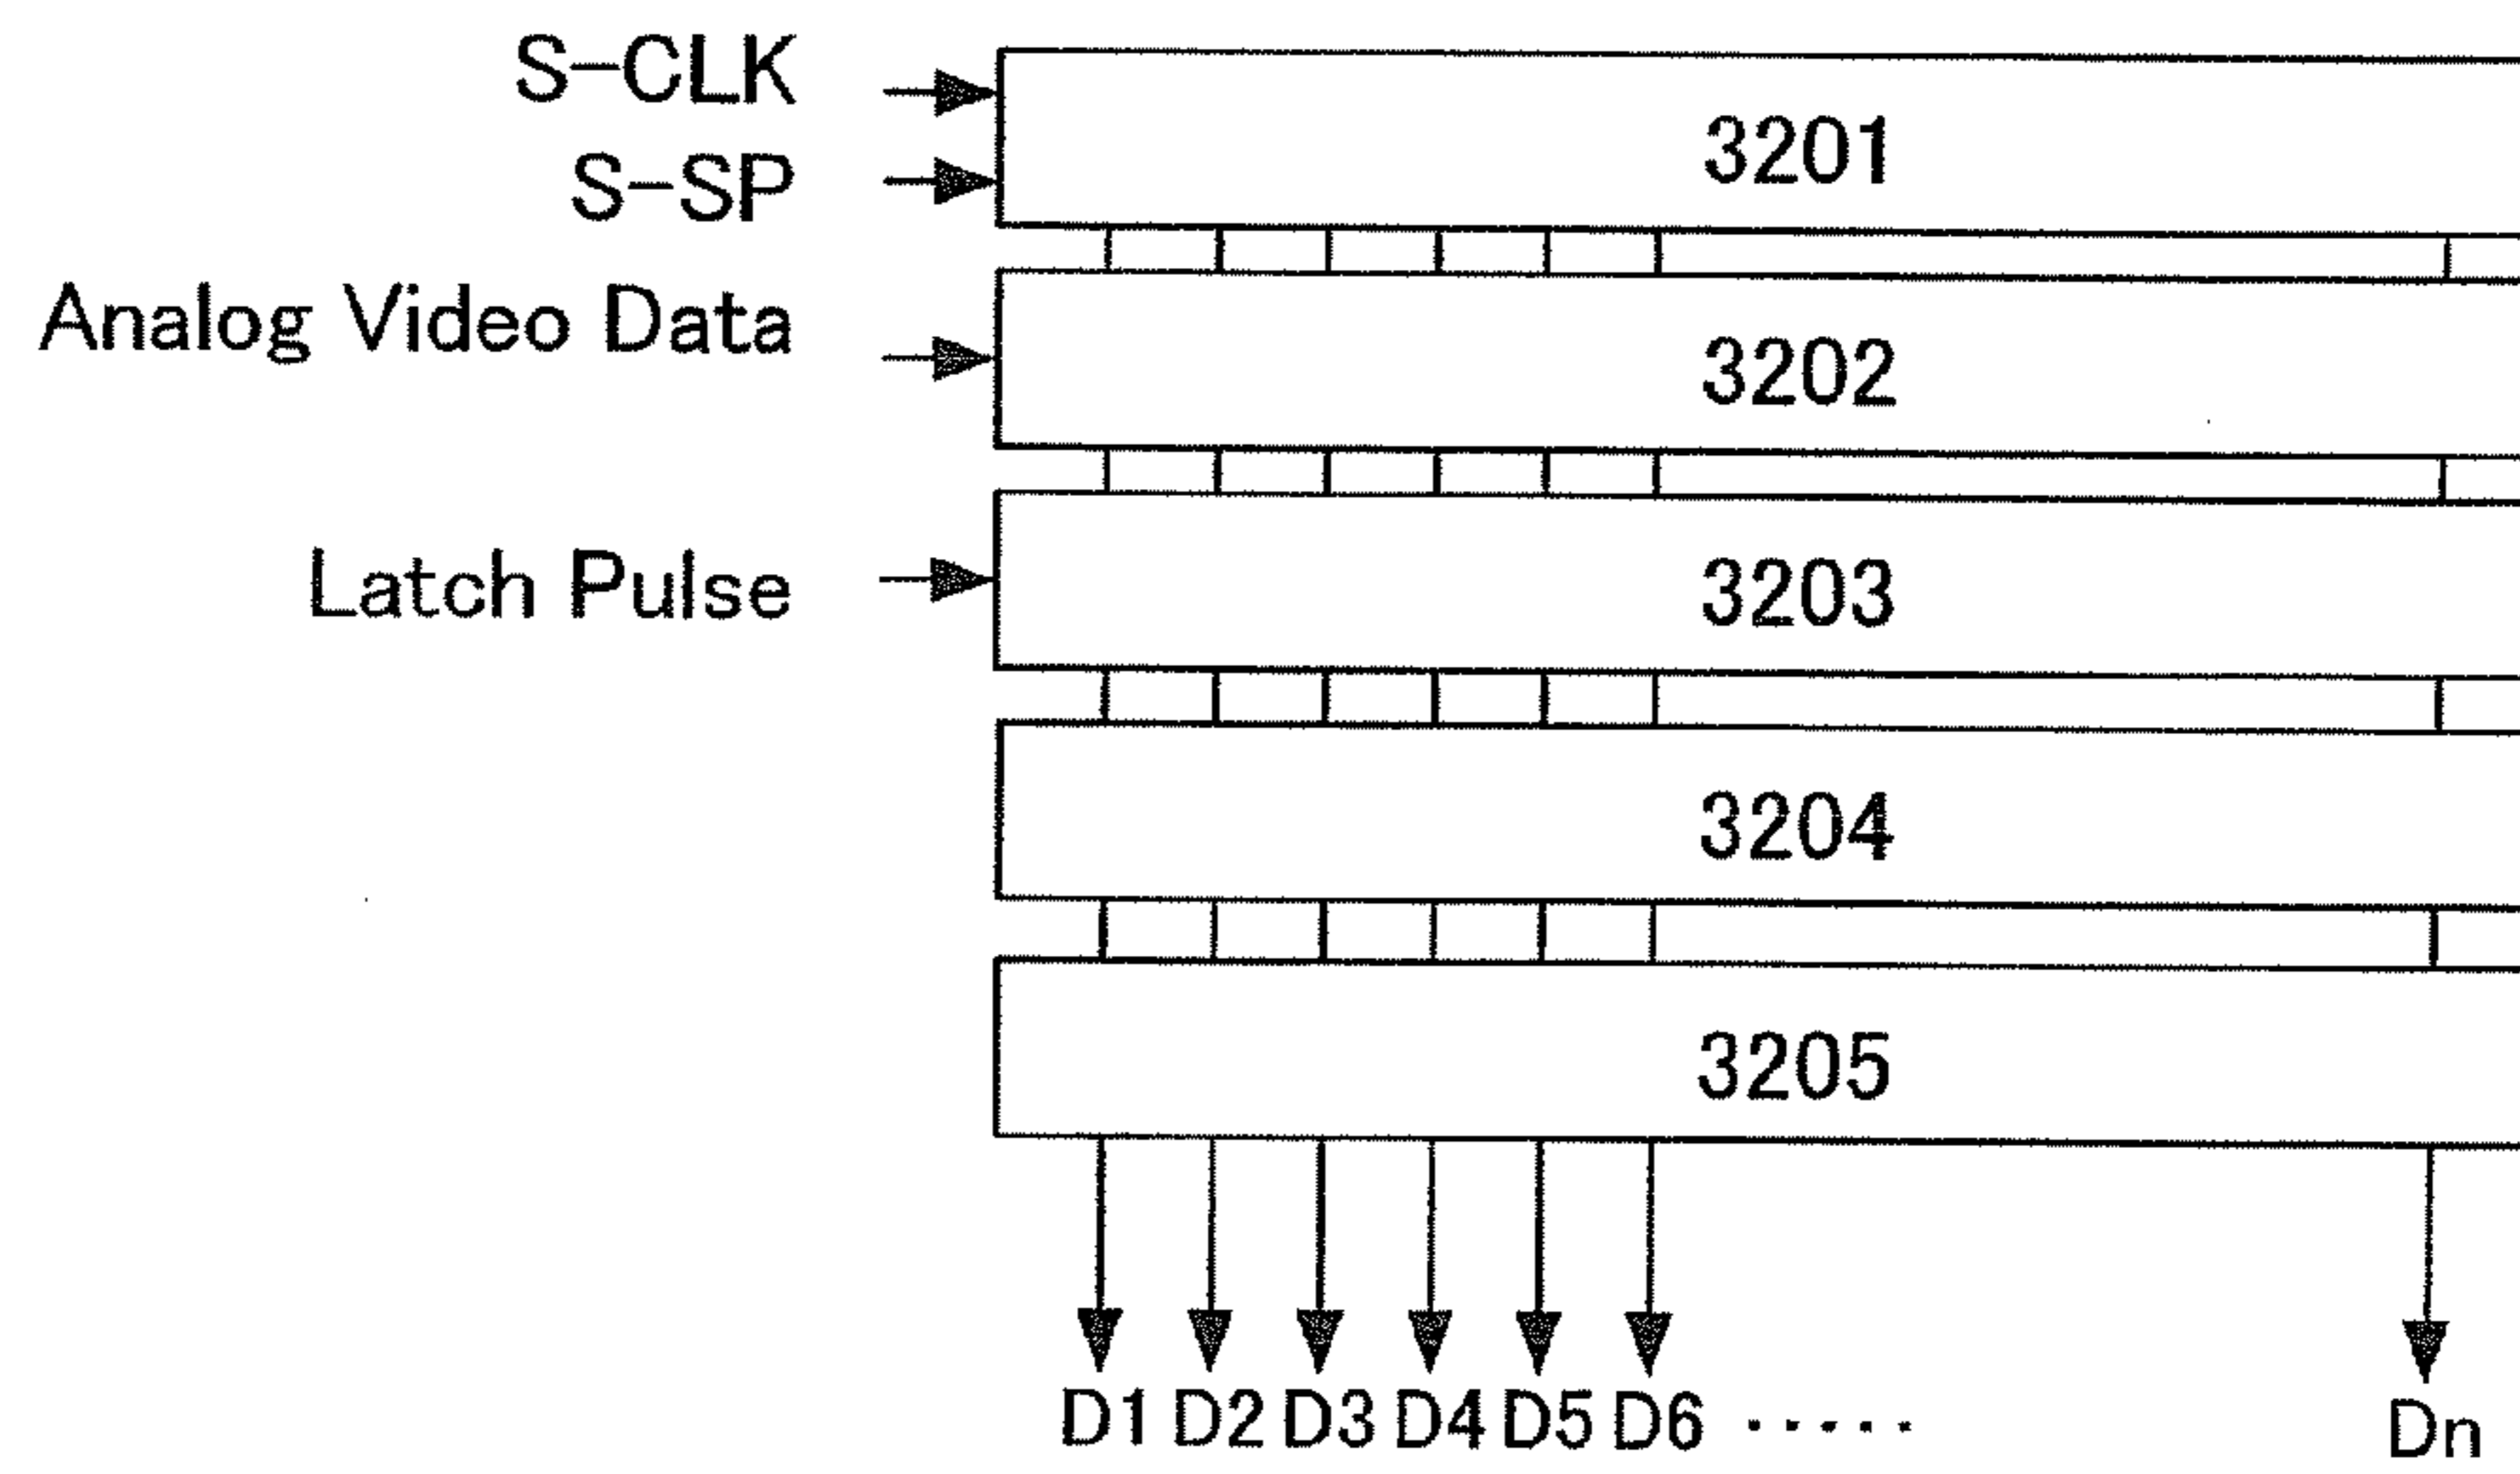 S-CLK
3201
S-SP
Analog Video Data
3202
Latch Pulse
3203
3204
3205
D1 D2 D3 D4 D5 D6 ····· Dn